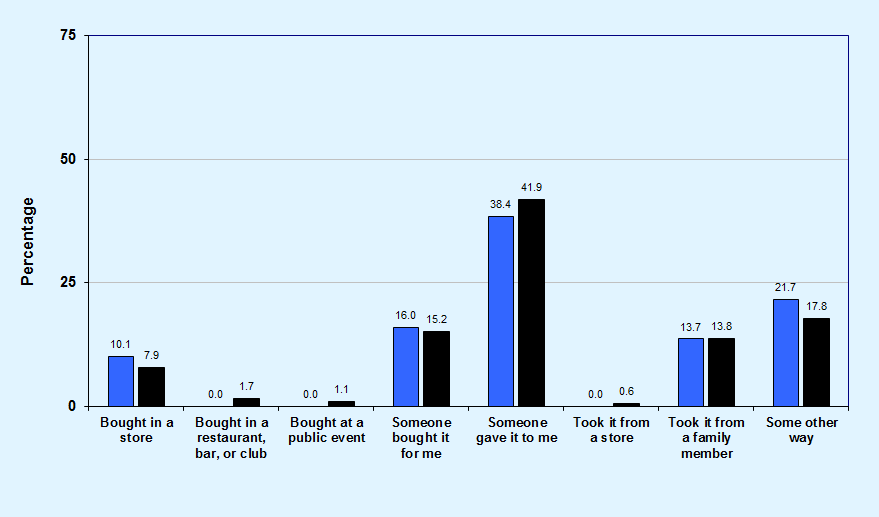 75
50
25
0
Percentage
10.1
7.9
0.0
1.7
0.0
1.1
16.0
15.2
38.4
41.9
0.0
0.6
13.7
13.8
21.7
17.8
Bought in a
store
Bought in a
restaurant,
bar, or club
Bought at a
public event
Someone
bought it
for me
Someone
gave it to me
Took it from
a store
Took it from
a family
member
Some other
way